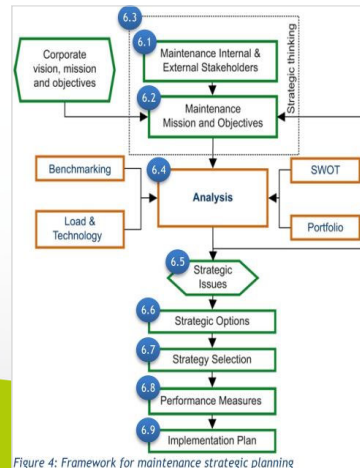 6.3
Strategic thinking
Corporate
vision, mission
and objectives
6.1
Maintenance Internal &
External Stakeholders
6.2
Maintenance
Mission and Objectives
Benchmarking
6.4
SWOT
Analysis
Load &
Technology
Portfolio
6.5
Strategic
Issues
6.6
Strategic Options
6.7
Strategy Selection
6.8
Performance Measures
6.9
Implementation Plan
Figure 4: Framework for maintenance strategic planning